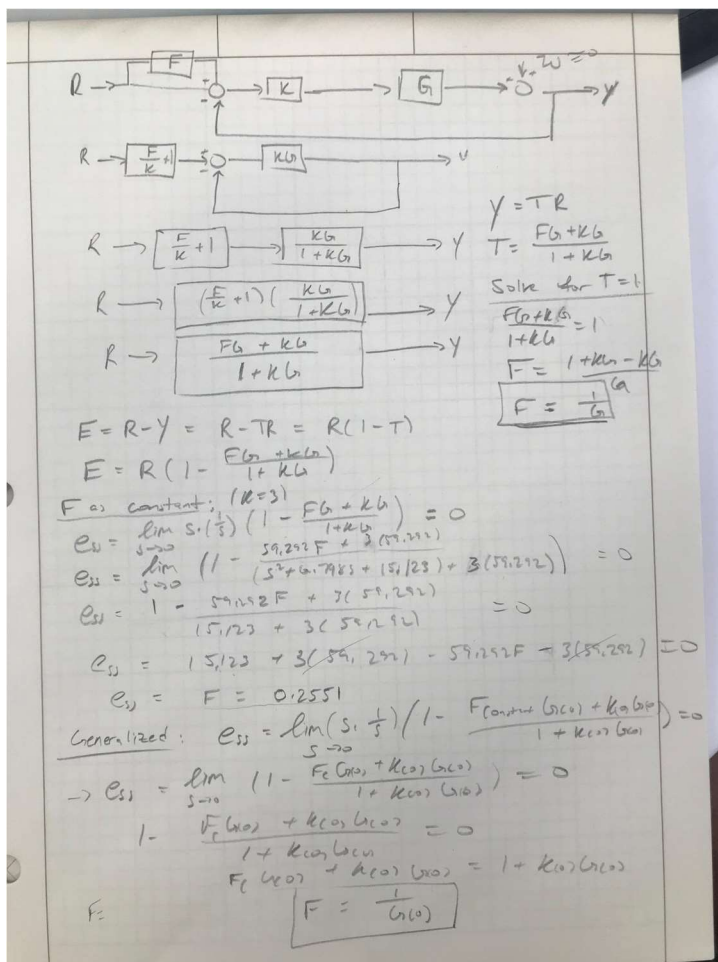 F
R → - K → G → - + W = 0 Y
R → F/K + 1 → KG → Y
Y = TR
R → F/K + 1 → KG/(1 + KG) → Y
T = (FG + KG)/(1 + KG)
R → (F/K + 1)(KG/(1 + KG)) → Y
Solve for T = 1
R → (FG + KG)/(1 + KG) → Y
(FG + KG)/(1 + KG) = 1
F = (1 + KG - KG)/G
F = 1/G
E = R - Y = R - TR = R(1 - T)
E = R(1 - (FG + KG)/(1 + KG))
F as constant: (K = 3)
ess = lim s→0 s·(1/s)(1 - (FG + KG)/(1 + KG)) = 0
ess = lim s→0 (1 - (59.292F + 3(59.292))/((s² + 6.798s + 15.123) + 3(59.292))) = 0
ess = 1 - (59.292F + 3(59.292))/(15.123 + 3(59.292)) = 0
ess = 15.123 + 3(59.292) - 59.292F - 3(59.292) = 0
ess = F = 0.2551
Generalized: ess = lim s→0 (s·1/s)(1 - (Fconstant G(0) + K(0)G(0))/(1 + K(0)G(0))) = 0
→ ess = lim s→0 (1 - (Fc G(0) + K(0)G(0))/(1 + K(0)G(0))) = 0
1 - (Fc G(0) + K(0)G(0))/(1 + K(0)G(0)) = 0
Fc G(0) + K(0)G(0) = 1 + K(0)G(0)
F= F = 1/G(0)